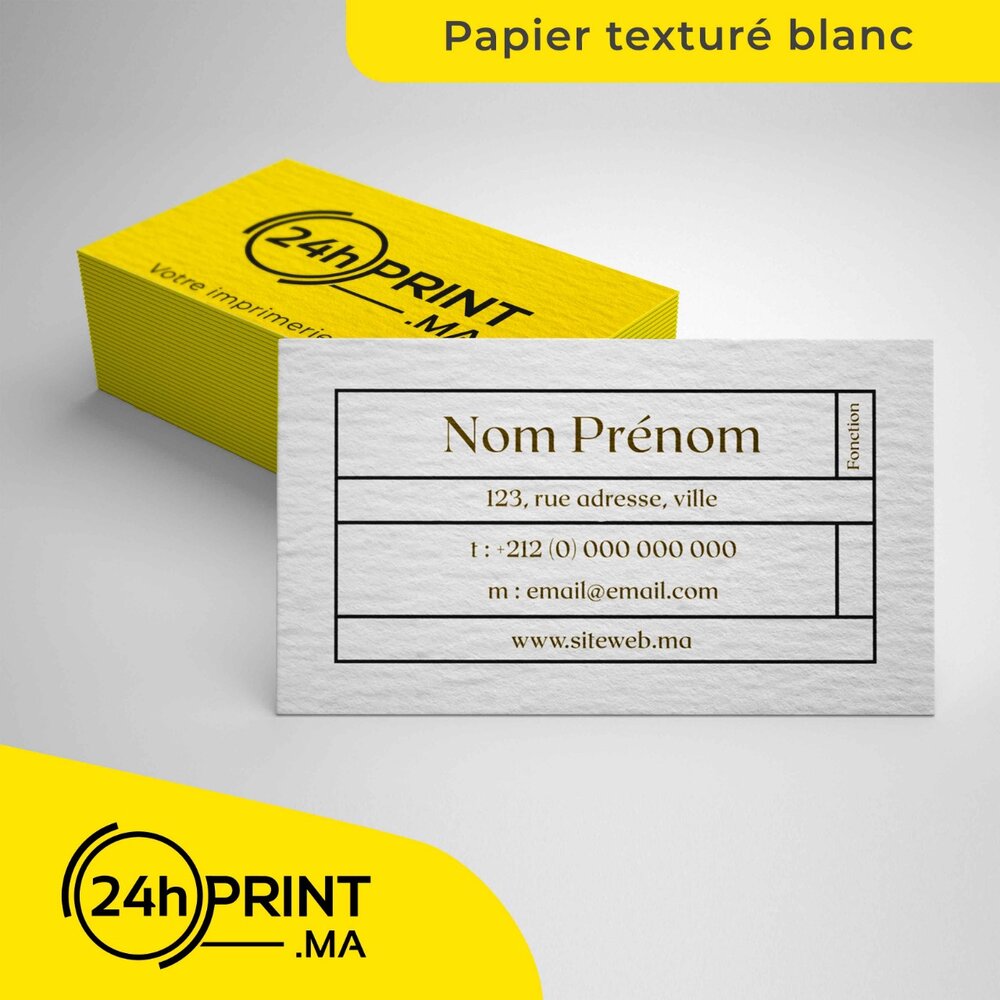 Papier texturé blanc
24h PRINT
.MA
Votre imprimerie
Nom Prénom
Fonction
123, rue adresse, ville
t : +212 (0) 000 000 000
m : email@email.com
www.siteweb.ma
24h PRINT
.MA